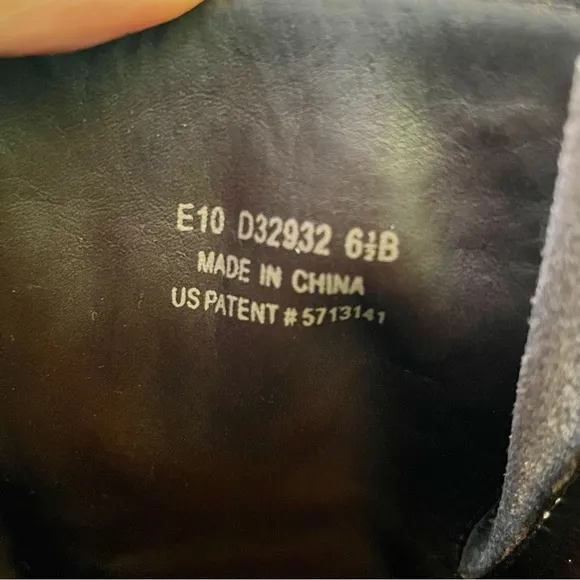 E10 D32932 6½B
MADE IN CHINA
US PATENT # 5713141